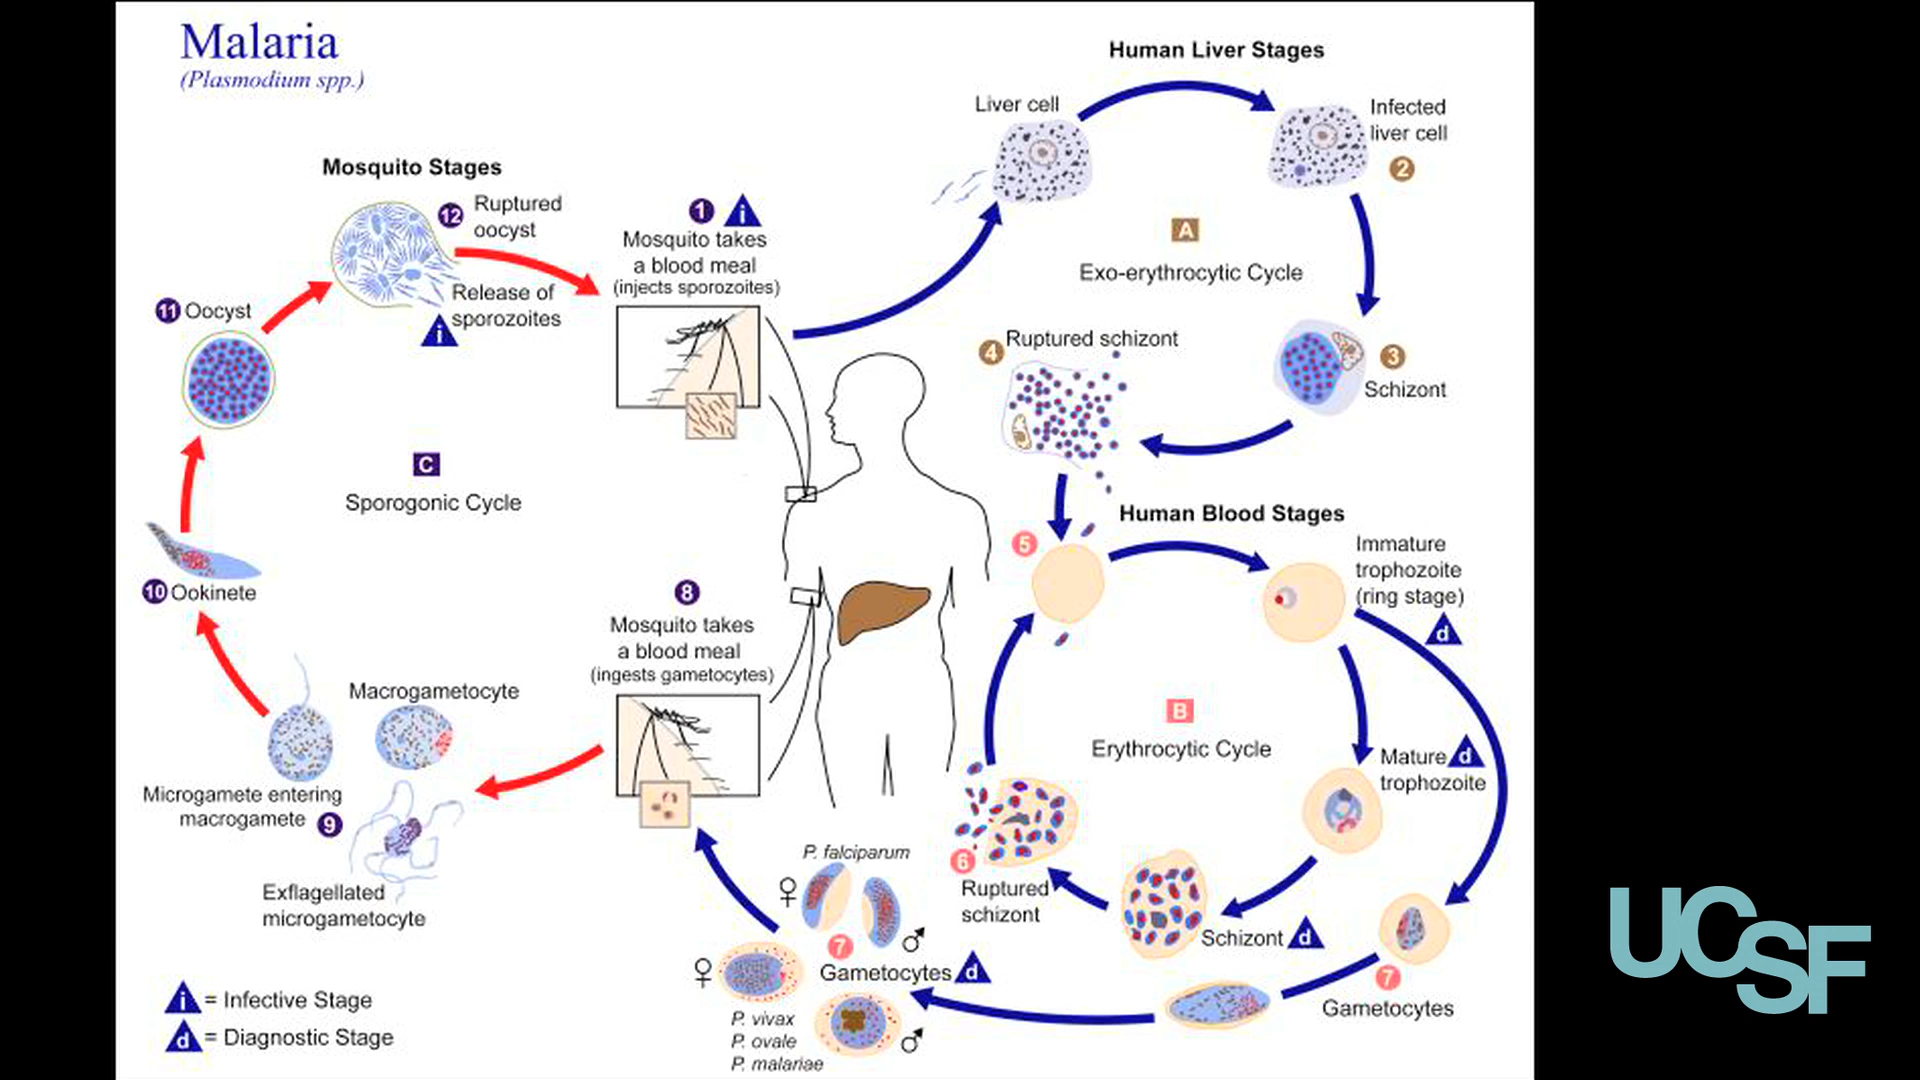 Malaria
(Plasmodium spp.)
Human Liver Stages
Liver cell
Infected
liver cell
2
Mosquito Stages
12 Ruptured
oocyst
1 i
Mosquito takes
a blood meal
(injects sporozoites)
A
Exo-erythrocytic Cycle
11 Oocyst
Release of
sporozoites
i
4 Ruptured schizont
3
Schizont
C
Sporogonic Cycle
Human Blood Stages
5
Immature
trophozoite
(ring stage)
d
10 Ookinete
8
Mosquito takes
a blood meal
(ingests gametocytes)
B
Erythrocytic Cycle
Mature d
trophozoite
Macrogametocyte
Microgamete entering
macrogamete 9
Exflagellated
microgametocyte
P. falciparum
♀
♂
6
Ruptured
schizont
Schizont d
7
Gametocytes d
♀
♂
P. vivax
P. ovale
P. malariae
7
Gametocytes
i = Infective Stage
d = Diagnostic Stage
UCSF